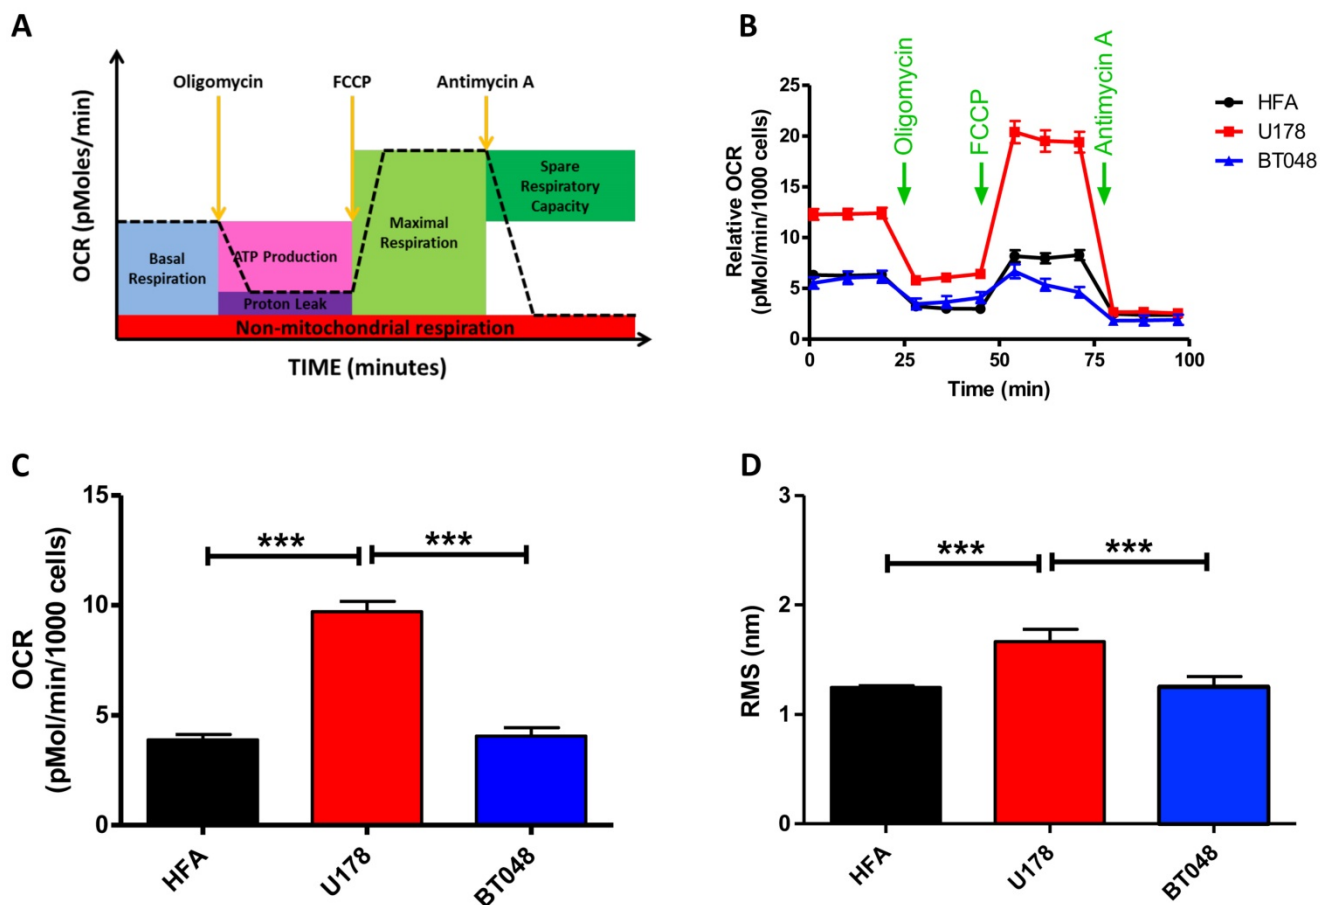 A
OCR (pMoles/min)
Oligomycin
FCCP
Antimycin A
Basal
Respiration
ATP Production
Proton Leak
Maximal
Respiration
Spare
Respiratory
Capacity
Non-mitochondrial respiration
TIME (minutes)
B
Relative OCR
(pMol/min/1000 cells)
25
20
15
10
5
0
Oligomycin
FCCP
Antimycin A
HFA
U178
BT048
0
25
50
75
100
Time (min)
C
OCR
(pMol/min/1000 cells)
15
10
5
0
***
***
HFA
U178
BT048
D
RMS (nm)
3
2
1
0
***
***
HFA
U178
BT048